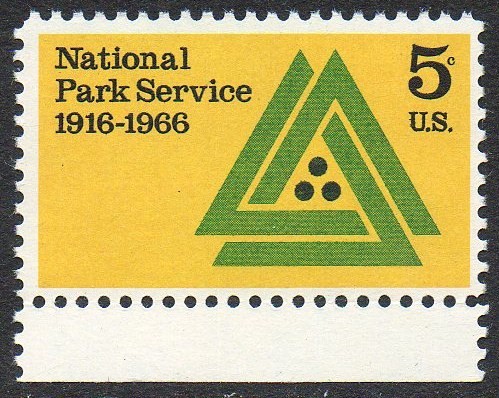 National
Park Service
1916-1966
5c
U.S.